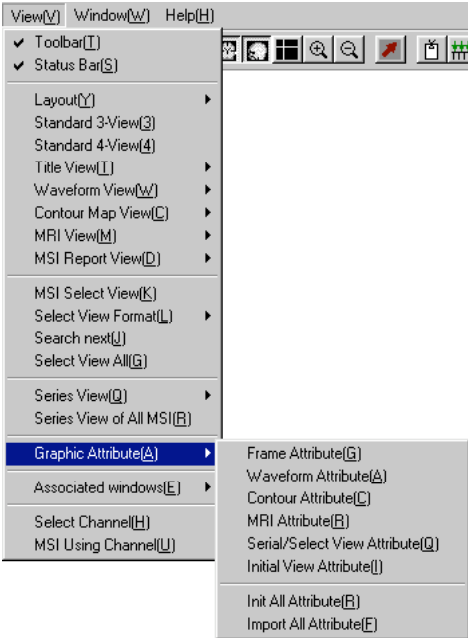 View(V) Window(W) Help(H)
Toolbar(T)
Status Bar(S)
Layout(Y)
Standard 3-View(3)
Standard 4-View(4)
Title View(T)
Waveform View(W)
Contour Map View(C)
MRI View(M)
MSI Report View(D)
MSI Select View(K)
Select View Format(L)
Search next(J)
Select View All(G)
Series View(Q)
Series View of All MSI(R)
Graphic Attribute(A)
Associated windows(E)
Select Channel(H)
MSI Using Channel(U)
Frame Attribute(G)
Waveform Attribute(A)
Contour Attribute(C)
MRI Attribute(R)
Serial/Select View Attribute(Q)
Initial View Attribute(I)
Init All Attribute(R)
Import All Attribute(F)